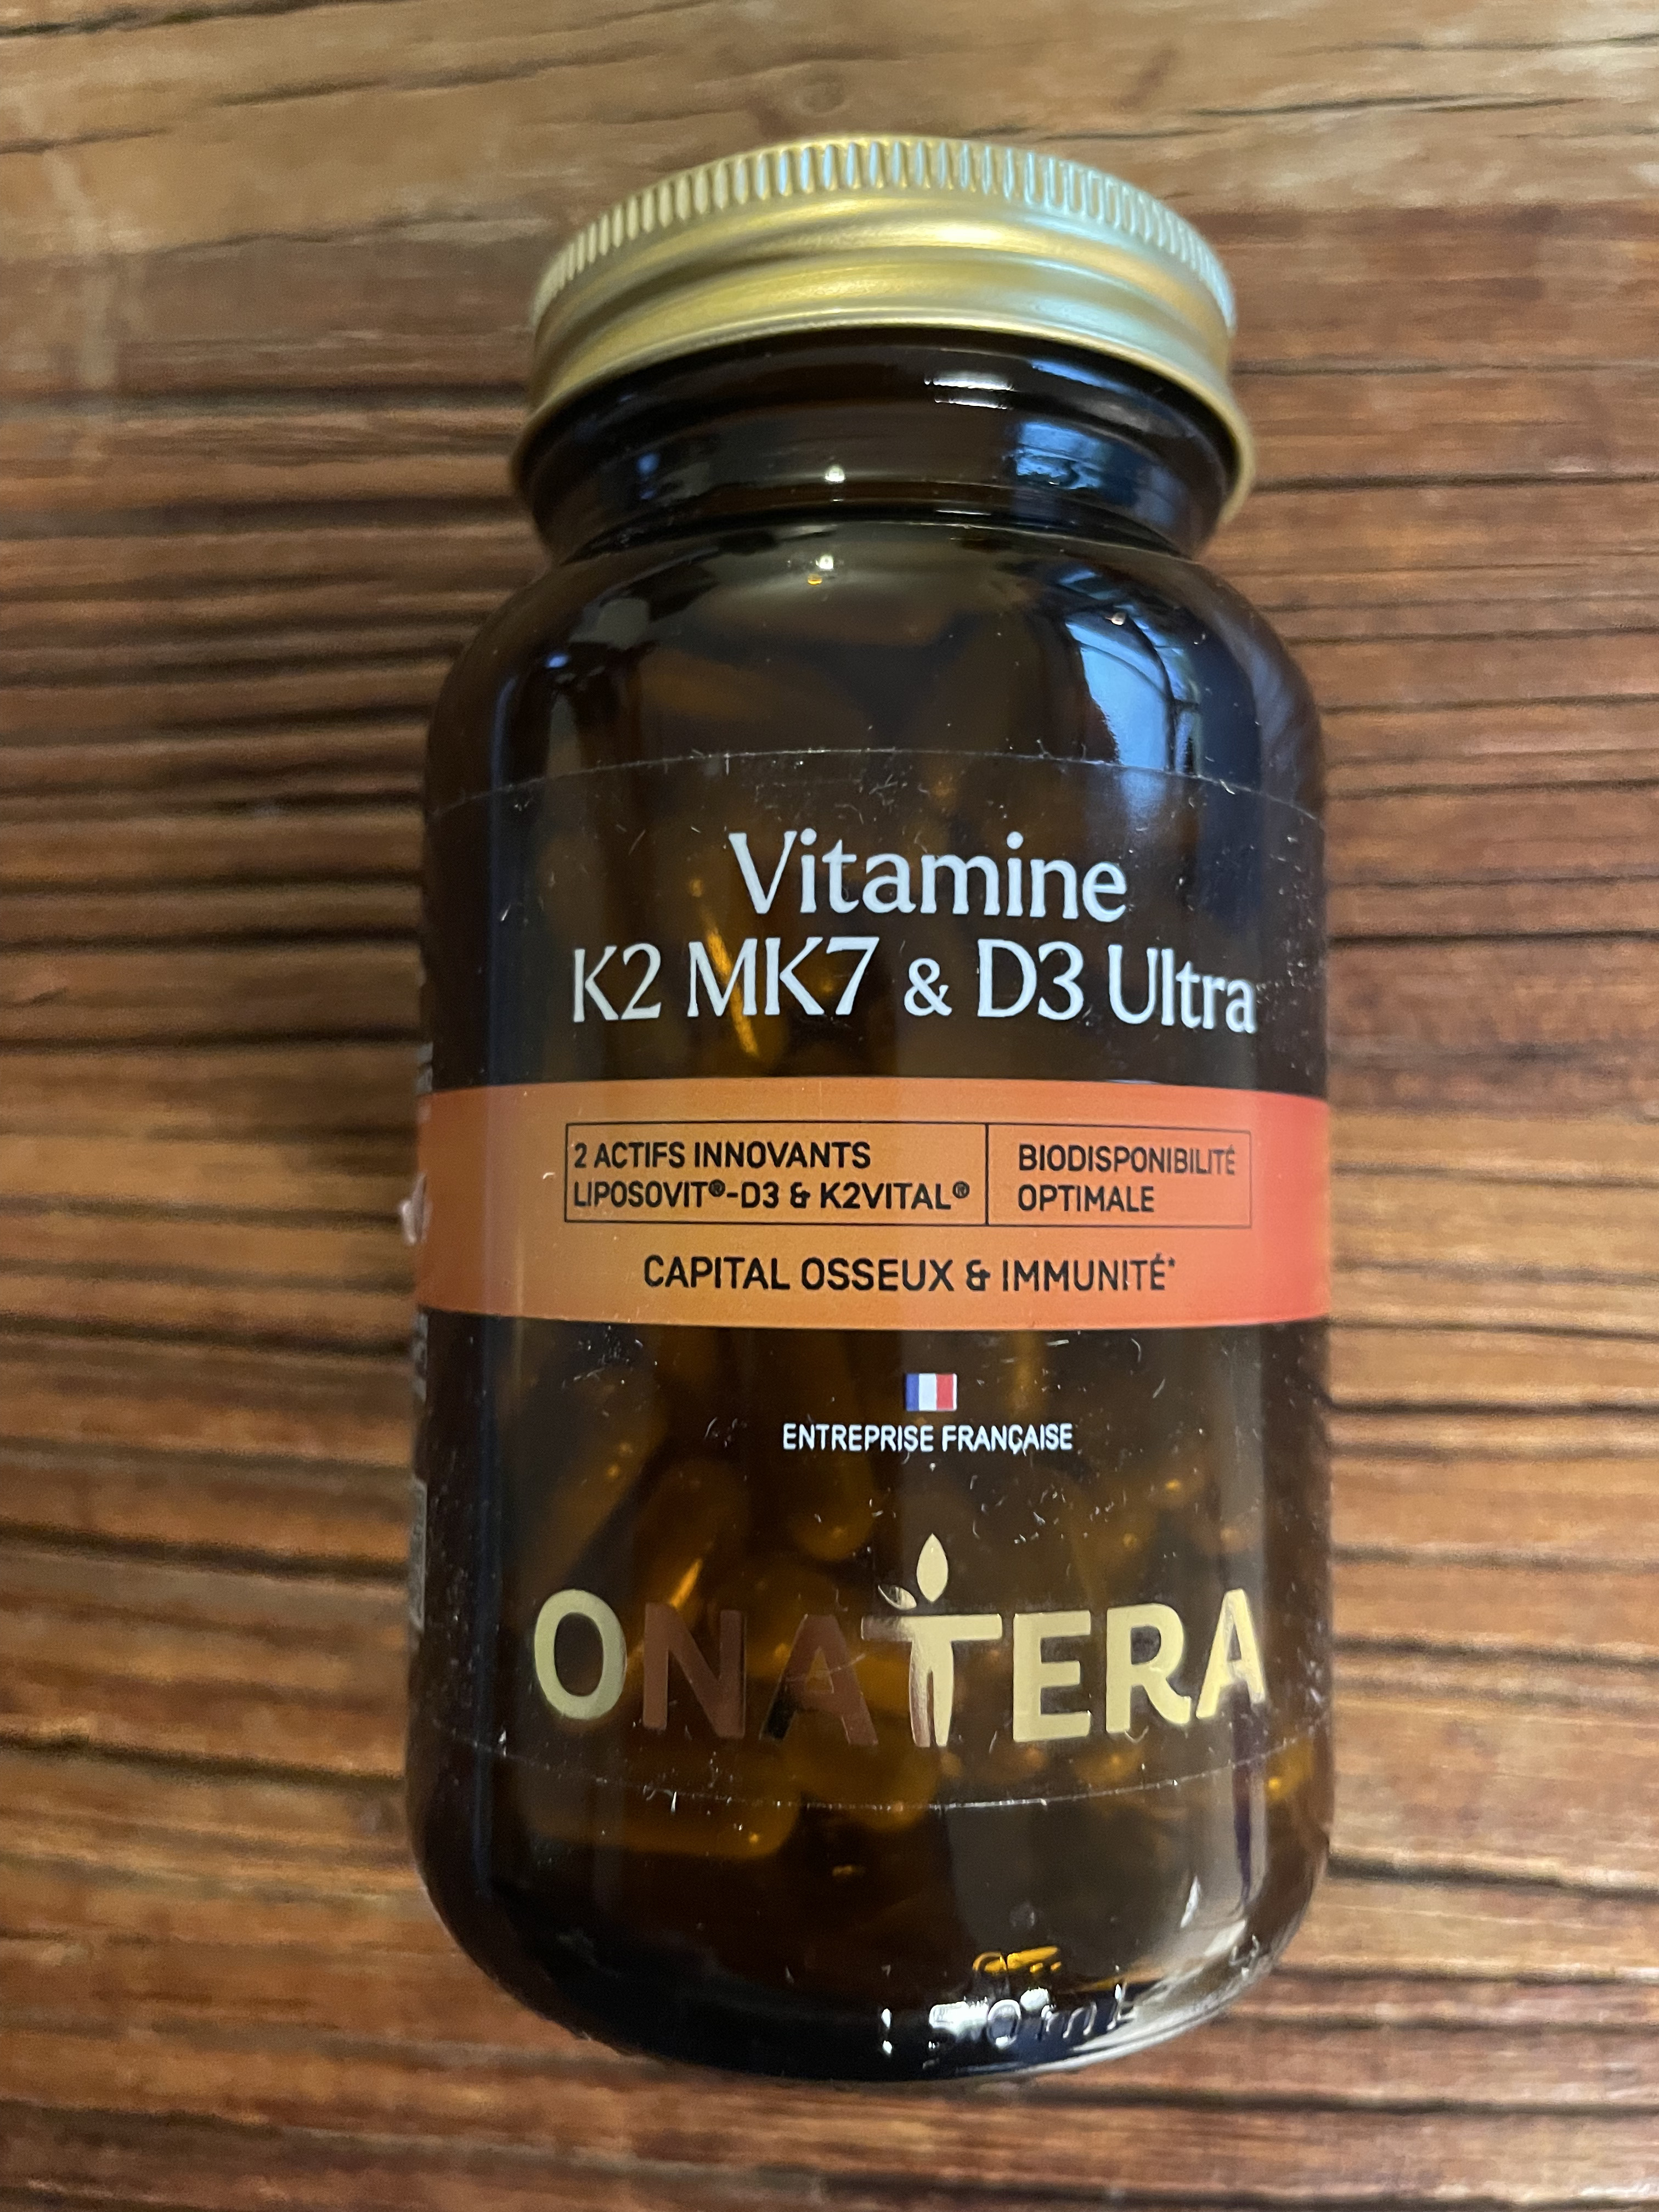 Vitamine
K2 MK7 & D3 Ultra
2 ACTIFS INNOVANTS
LIPOSOVIT®-D3 & K2VITAL®
BIODISPONIBILITÉ
OPTIMALE
CAPITAL OSSEUX & IMMUNITÉ*
ENTREPRISE FRANÇAISE
ONATERA
150ml